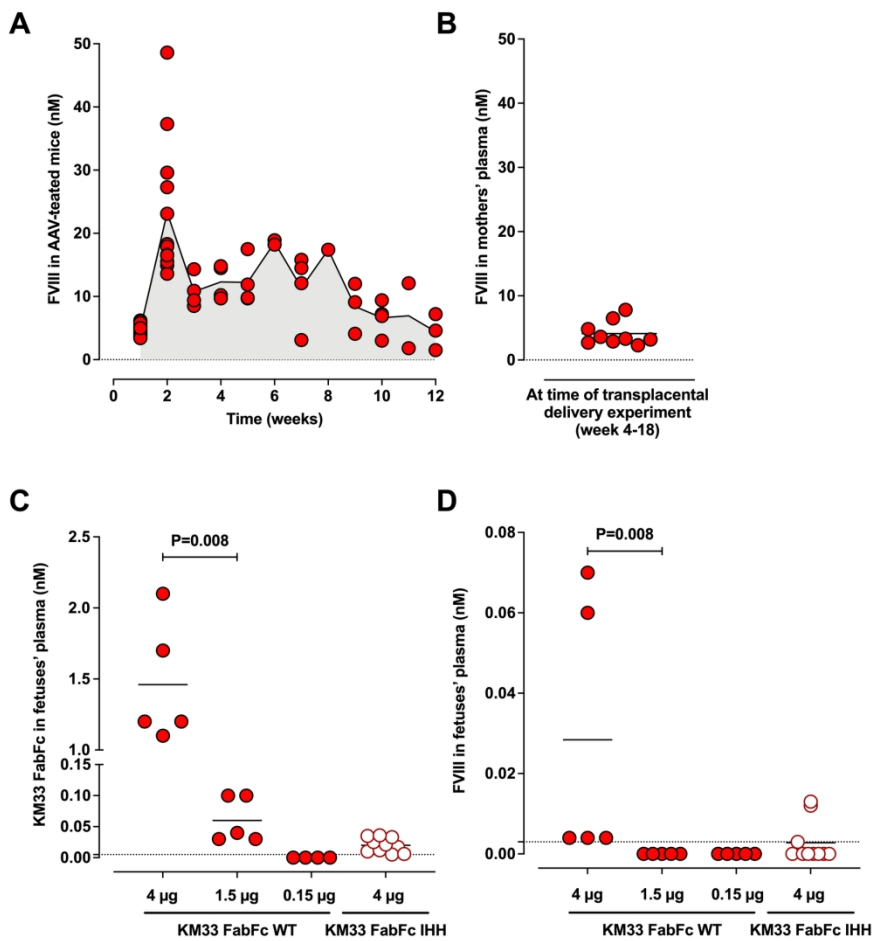 A
FVIII in AAV-teated mice (nM)
50
40
30
20
10
0
0 2 4 6 8 10 12
Time (weeks)
B
FVIII in mothers' plasma (nM)
50
40
30
20
10
0
At time of transplacental
delivery experiment
(week 4-18)
C
KM33 FabFc in fetuses' plasma (nM)
2.5
2.0
1.5
1.0
0.15
0.10
0.05
0.00
P=0.008
4 µg 1.5 µg 0.15 µg 4 µg
KM33 FabFc WT KM33 FabFc IHH
D
FVIII in fetuses' plasma (nM)
0.08
0.06
0.04
0.02
0.00
P=0.008
4 µg 1.5 µg 0.15 µg 4 µg
KM33 FabFc WT KM33 FabFc IHH